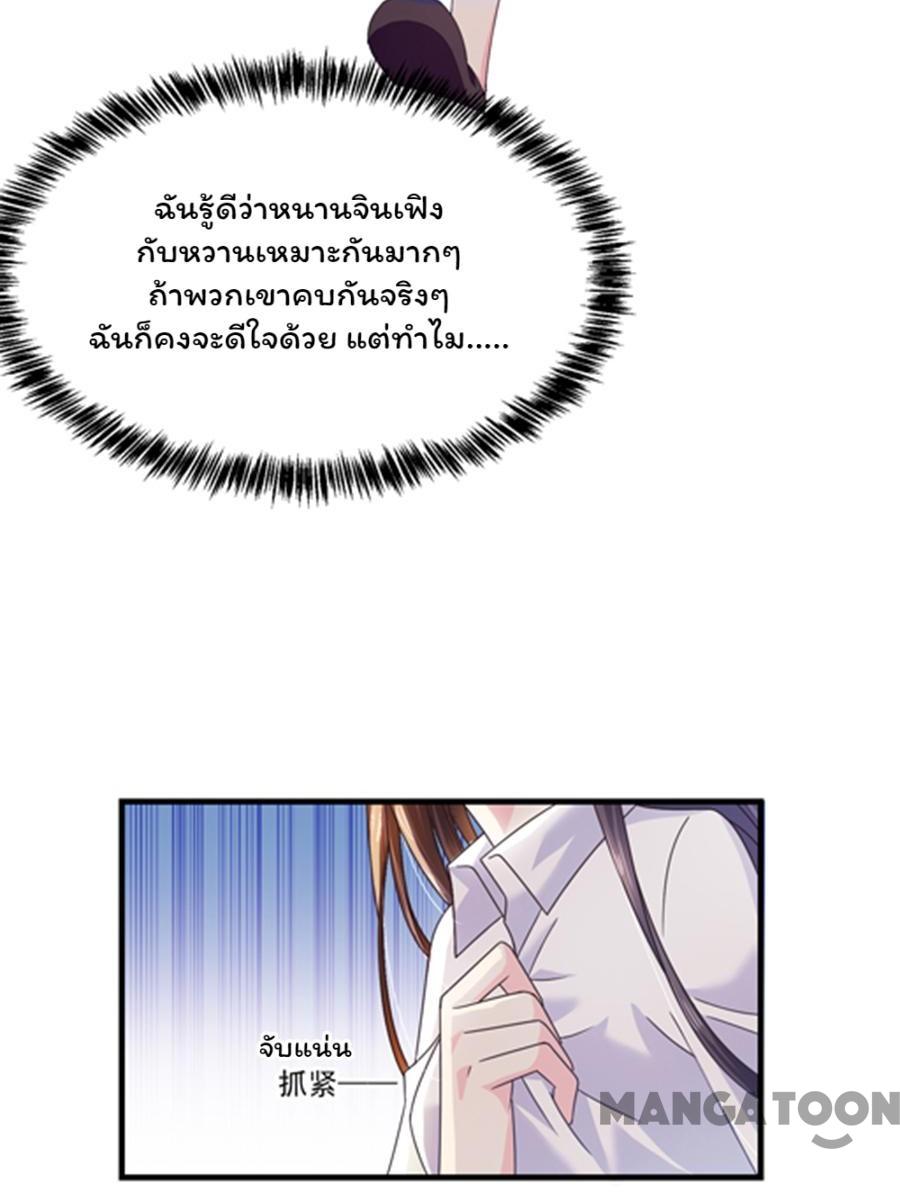 ฉันรู้ดีว่าหนานจินเฟิง
กับหวานเหมาะกันมากๆ
ถ้าพวกเขาคบกันจริงๆ
ฉันก็คงจะดีใจด้วย แต่ทำไม.....
จับแน่น
抓紧——
MANGATOON